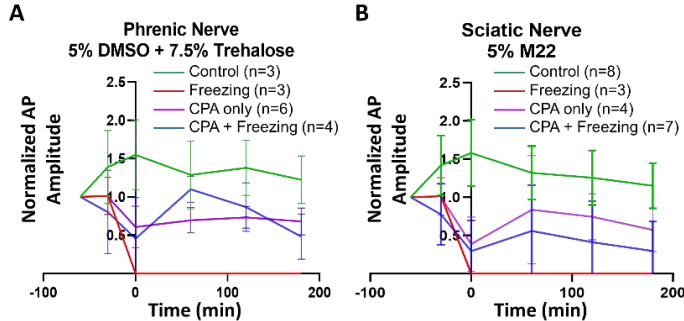 A
Phrenic Nerve
5% DMSO + 7.5% Trehalose
Normalized AP
Amplitude
2.5
2.0
1.5
1.0
0.5
Control (n=3)
Freezing (n=3)
CPA only (n=6)
CPA + Freezing (n=4)
-100
0
100
200
Time (min)
B
Sciatic Nerve
5% M22
Normalized AP
Amplitude
2.5
2.0
1.5
1.0
0.5
Control (n=8)
Freezing (n=3)
CPA only (n=4)
CPA + Freezing (n=7)
-100
0
100
200
Time (min)